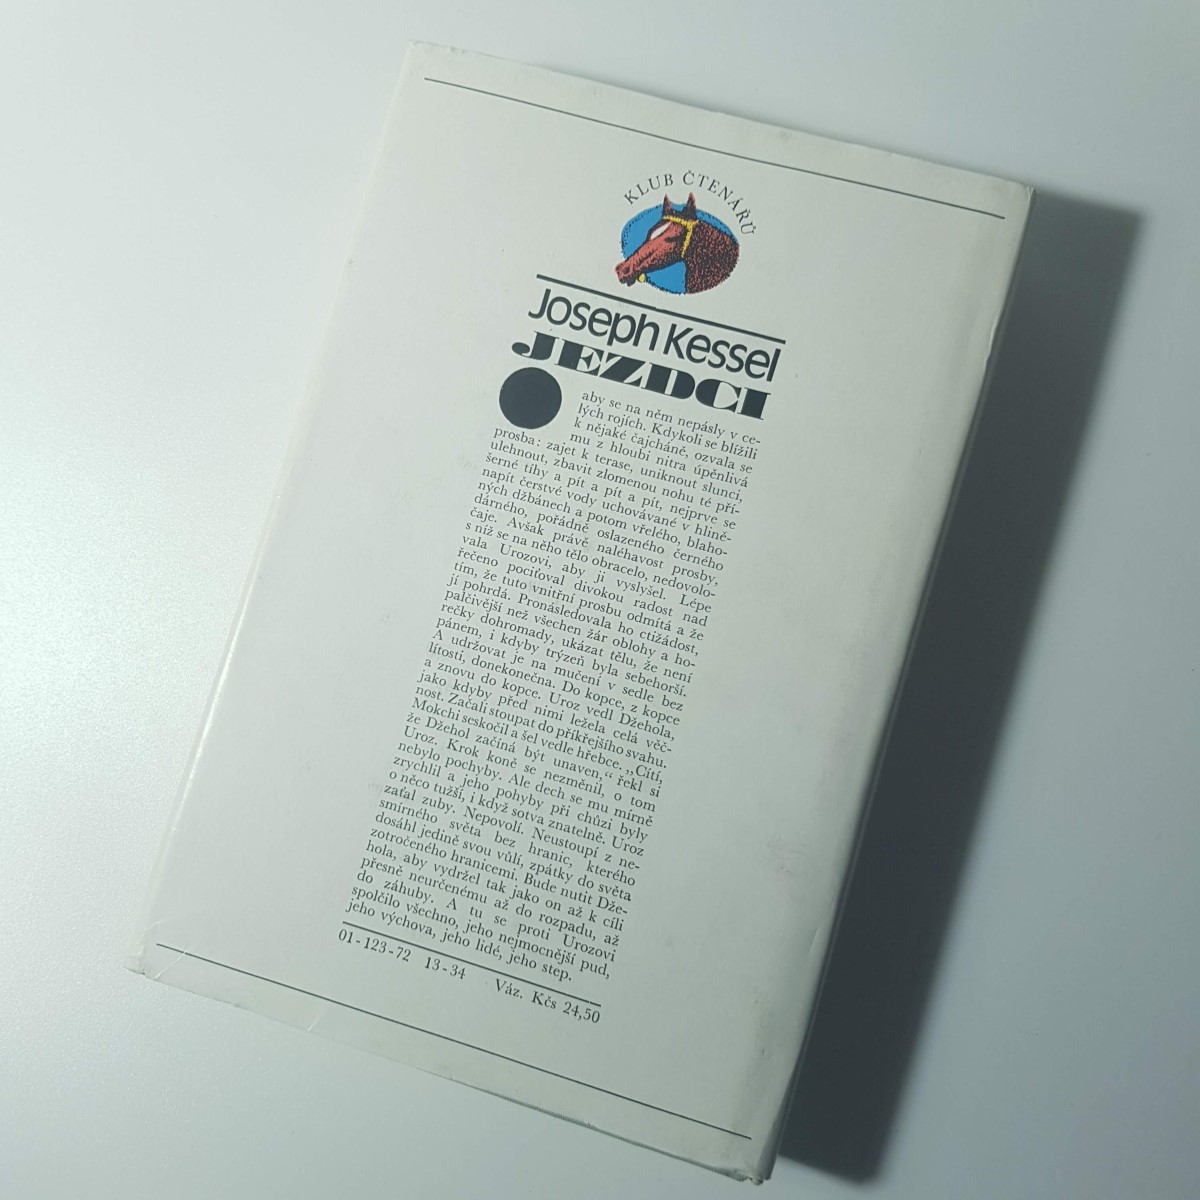 KLUB ČTENÁŘŮ
Joseph Kessel
JEZDCI
aby se na něm nepásly v ce-
lých rojích. Kdykoli se blížili
k nějaké čajcháně, ozvala se
mu z hloubi nitra úpěnlivá
prosba: zajet k terase, uniknout slunci,
ulehnout, zbavit zlomenou nohu té pří-
šerné tíhy a pít a pít a pít, nejprve se
napít čerstvé vody uchovávané v hlině-
ných džbánech a potom vřelého, blaho-
dárného, pořádně oslazeného černého
čaje. Avšak právě naléhavost prosby,
s níž se na něho tělo obracelo, nedovolo-
vala Urozovi, aby ji vyslyšel. Lépe
řečeno pociťoval divokou radost nad
tím, že tuto vnitřní prosbu odmítá a že
jí pohrdá. Pronásledovala ho ctižádost,
palčivější než všechen žár oblohy a ho-
rečky dohromady, ukázat tělu, že není
pánem, i kdyby trýzeň byla sebehorší.
A udržovat je na mučení v sedle bez
lítosti, donekonečna. Do kopce, z kopce
a znovu do kopce. Uroz vedl Džehola,
jako kdyby před nimi ležela celá věč-
nost. Začali stoupat do příkřejšího svahu.
Mokchi seskočil a šel vedle hřebce. „Cítí,
že Džehol začíná být unaven,“ řekl si
Uroz. Krok koně se nezměnil, o tom
nebylo pochyby. Ale dech se mu mírně
zrychlil a jeho pohyby při chůzi byly
o něco tužší, i když sotva znatelně. Uroz
zaťal zuby. Nepovolí. Neustoupí z ne-
smírného světa bez hranic, kterého
dosáhl jedině svou vůlí, zpátky do světa
zotročeného hranicemi. Bude nutit Dže-
hola, aby vydržel tak jako on až k cíli
přesně neurčenému až do rozpadu, až
do záhuby. A tu se proti Urozovi
spolčilo všechno, jeho nejmocnější pud,
jeho výchova, jeho lidé, jeho step.
01-123-72 13-34
Váz. Kčs 24,50